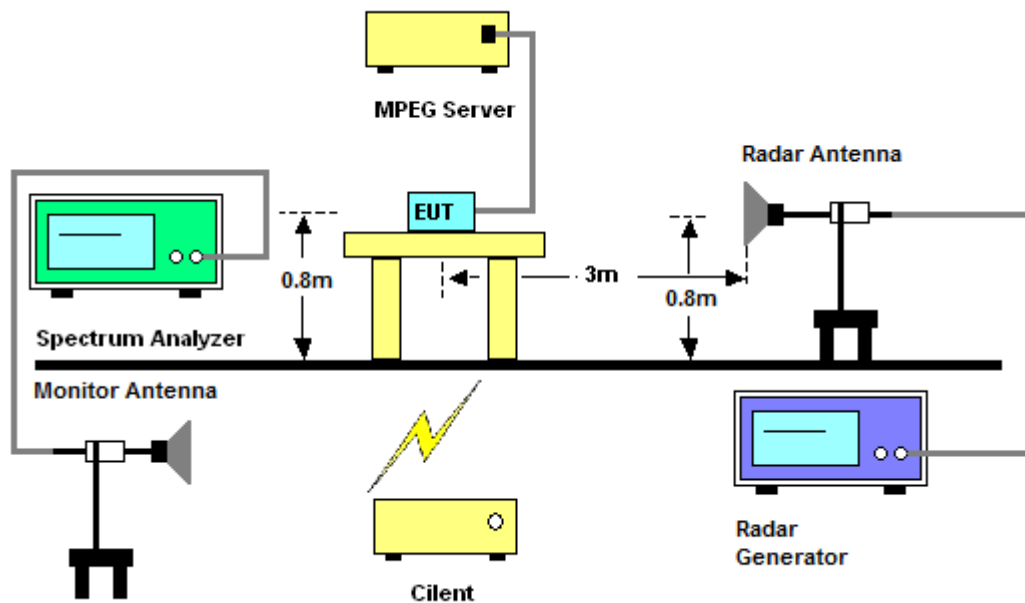 MPEG Server
Radar Antenna
EUT
3m
0.8m
0.8m
Spectrum Analyzer
Monitor Antenna
Radar
Generator
Cilent